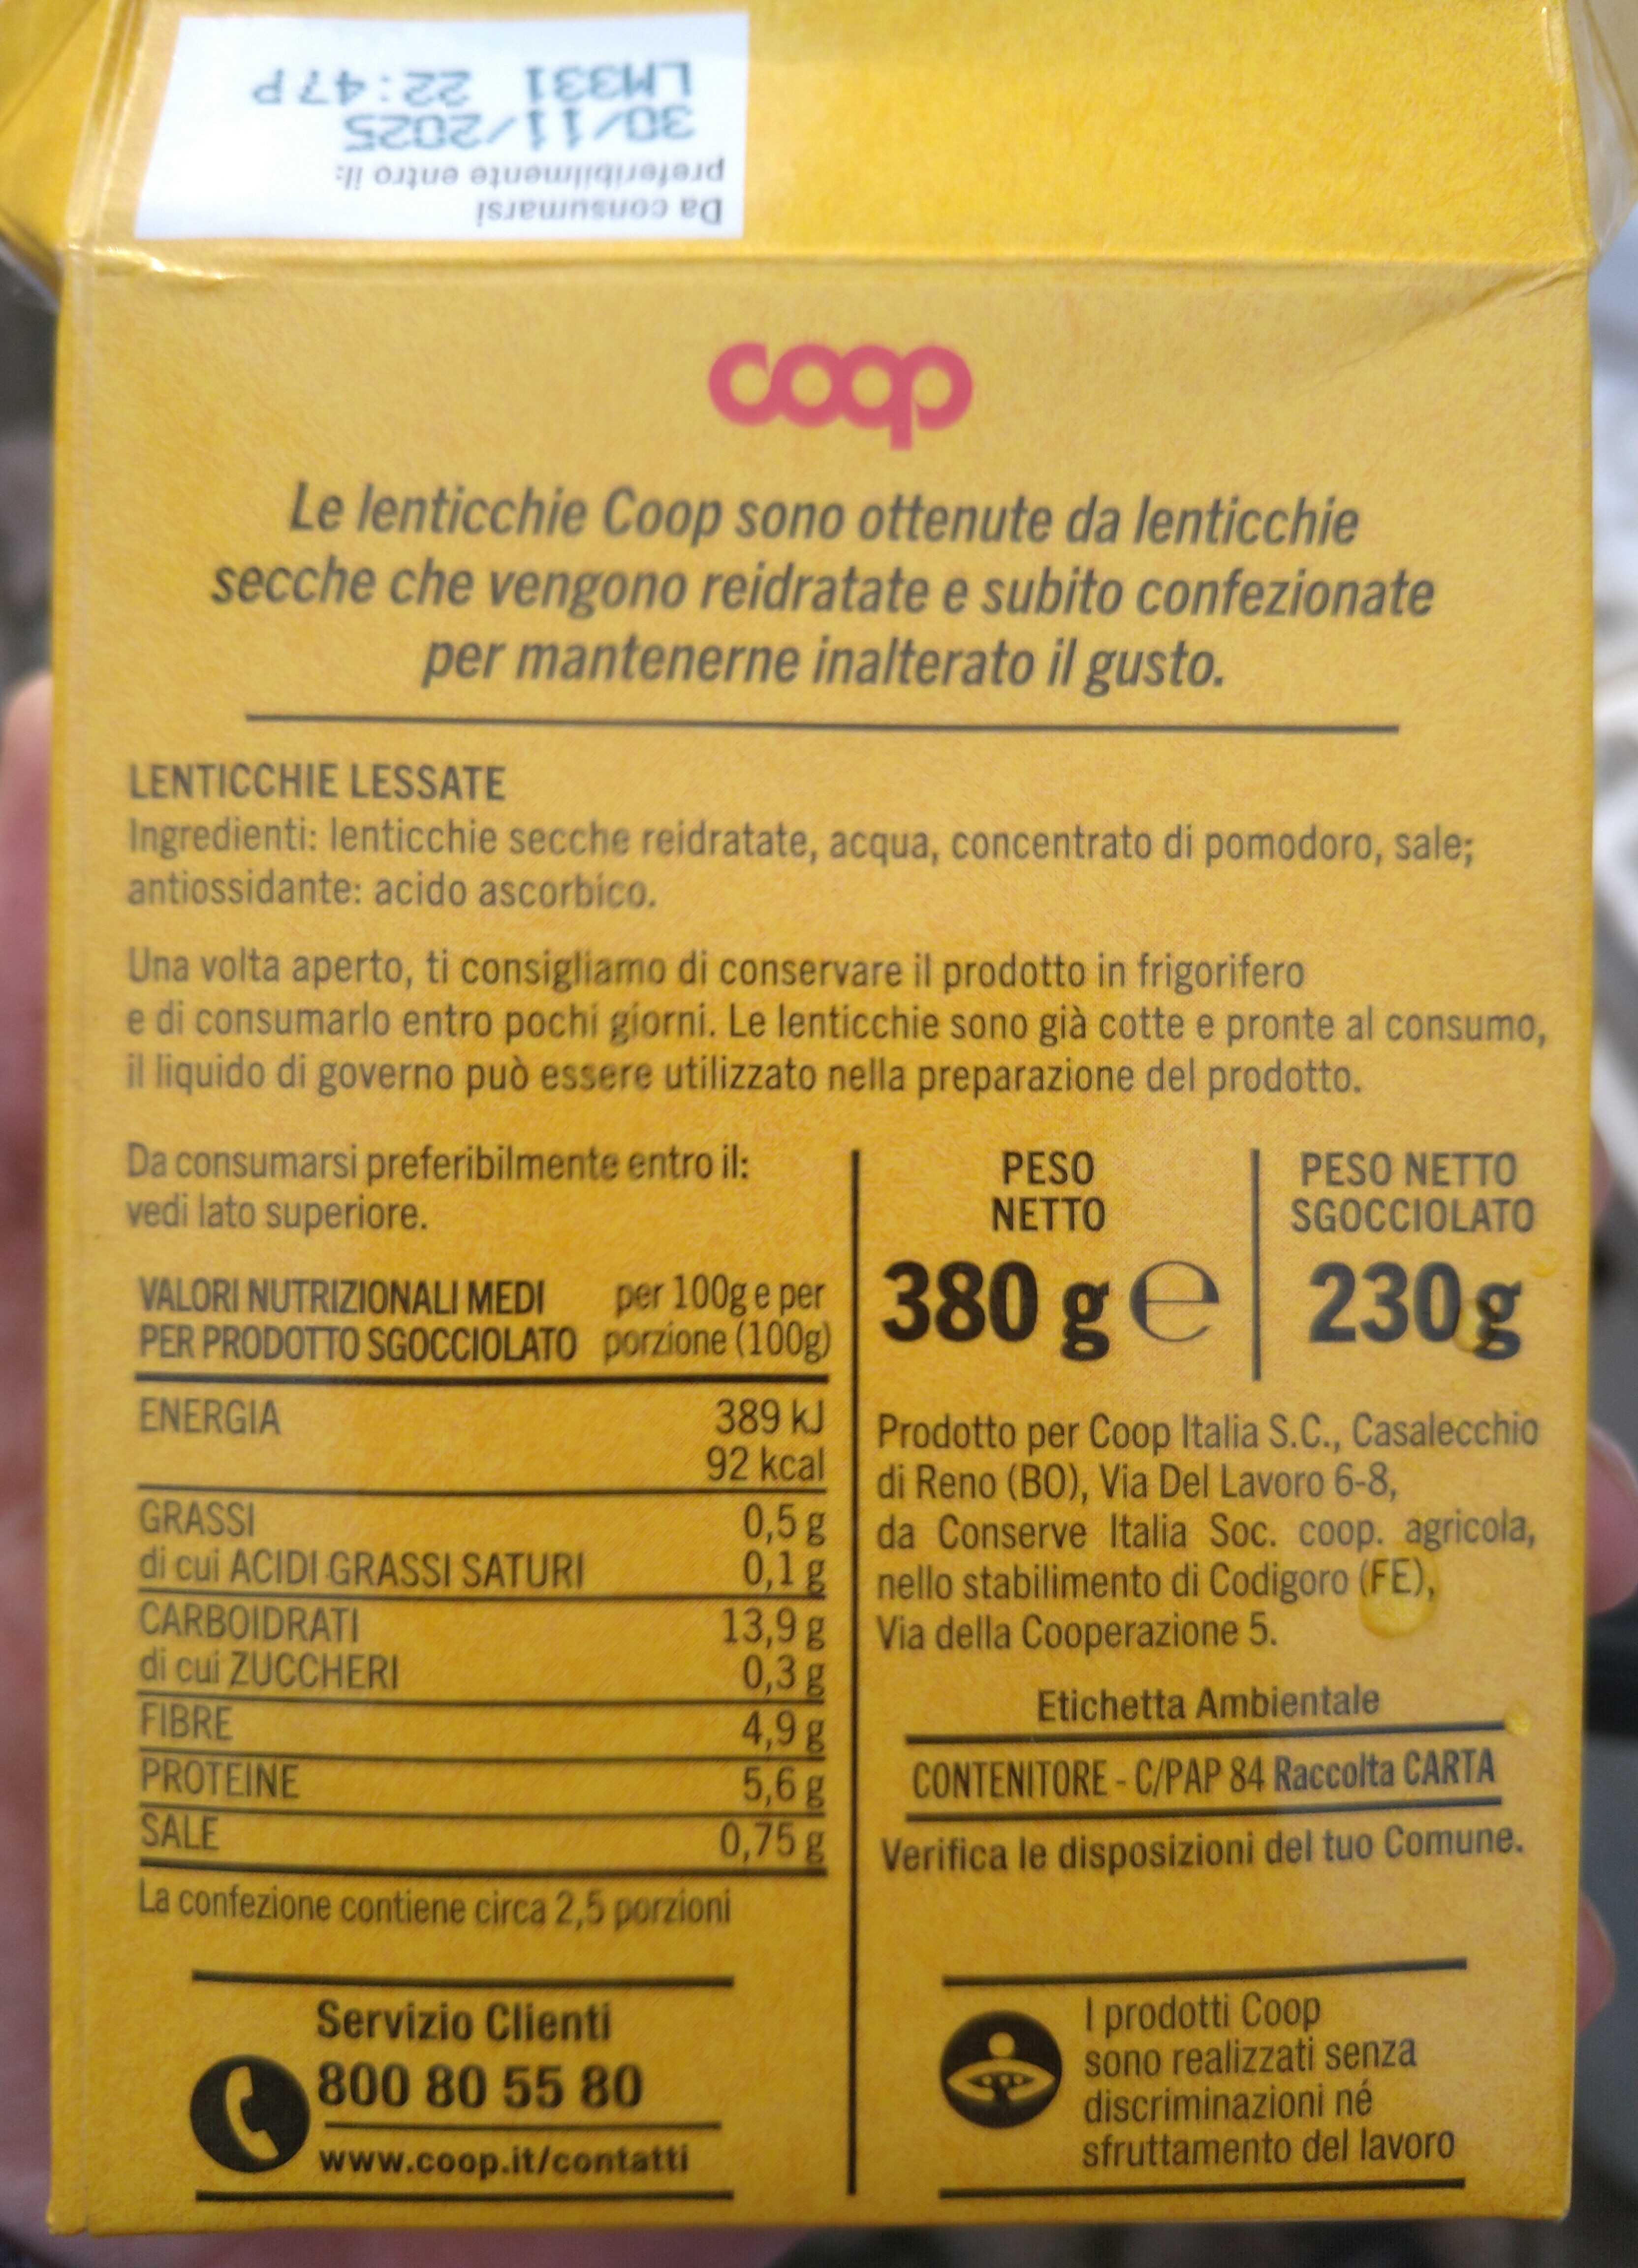 Da consumarsi
preferibilmente entro il:
30/11/2025
LM331 22:47P
coop
Le lenticchie Coop sono ottenute da lenticchie
secche che vengono reidratate e subito confezionate
per mantenerne inalterato il gusto.
LENTICCHIE LESSATE
Ingredienti: lenticchie secche reidratate, acqua, concentrato di pomodoro, sale;
antiossidante: acido ascorbico.
Una volta aperto, ti consigliamo di conservare il prodotto in frigorifero
e di consumarlo entro pochi giorni. Le lenticchie sono già cotte e pronte al consumo,
il liquido di governo può essere utilizzato nella preparazione del prodotto.
Da consumarsi preferibilmente entro il:
vedi lato superiore.
VALORI NUTRIZIONALI MEDI per 100g e per
PER PRODOTTO SGOCCIOLATO porzione (100g)
ENERGIA 389 kJ
92 kcal
GRASSI 0,5 g
di cui ACIDI GRASSI SATURI 0,1 g
CARBOIDRATI 13,9 g
di cui ZUCCHERI 0,3 g
FIBRE 4,9 g
PROTEINE 5,6 g
SALE 0,75 g
La confezione contiene circa 2,5 porzioni
Servizio Clienti
800 80 55 80
www.coop.it/contatti
PESO
NETTO
380 g ℮
PESO NETTO
SGOCCIOLATO
230g
Prodotto per Coop Italia S.C., Casalecchio
di Reno (BO), Via Del Lavoro 6-8,
da Conserve Italia Soc. coop. agricola,
nello stabilimento di Codigoro (FE),
Via della Cooperazione 5.
Etichetta Ambientale
CONTENITORE - C/PAP 84 Raccolta CARTA
Verifica le disposizioni del tuo Comune.
I prodotti Coop
sono realizzati senza
discriminazioni né
sfruttamento del lavoro